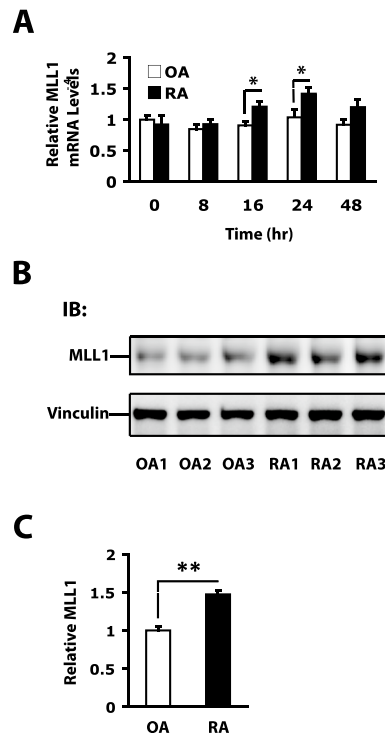 A
Relative MLL1
mRNA Levels
2
1.5
1
0.5
0
OA
RA
*
*
0 8 16 24 48
Time (hr)
B
IB:
MLL1
Vinculin
OA1 OA2 OA3 RA1 RA2 RA3
C
Relative MLL1
2
1.5
1
0.5
0
**
OA RA